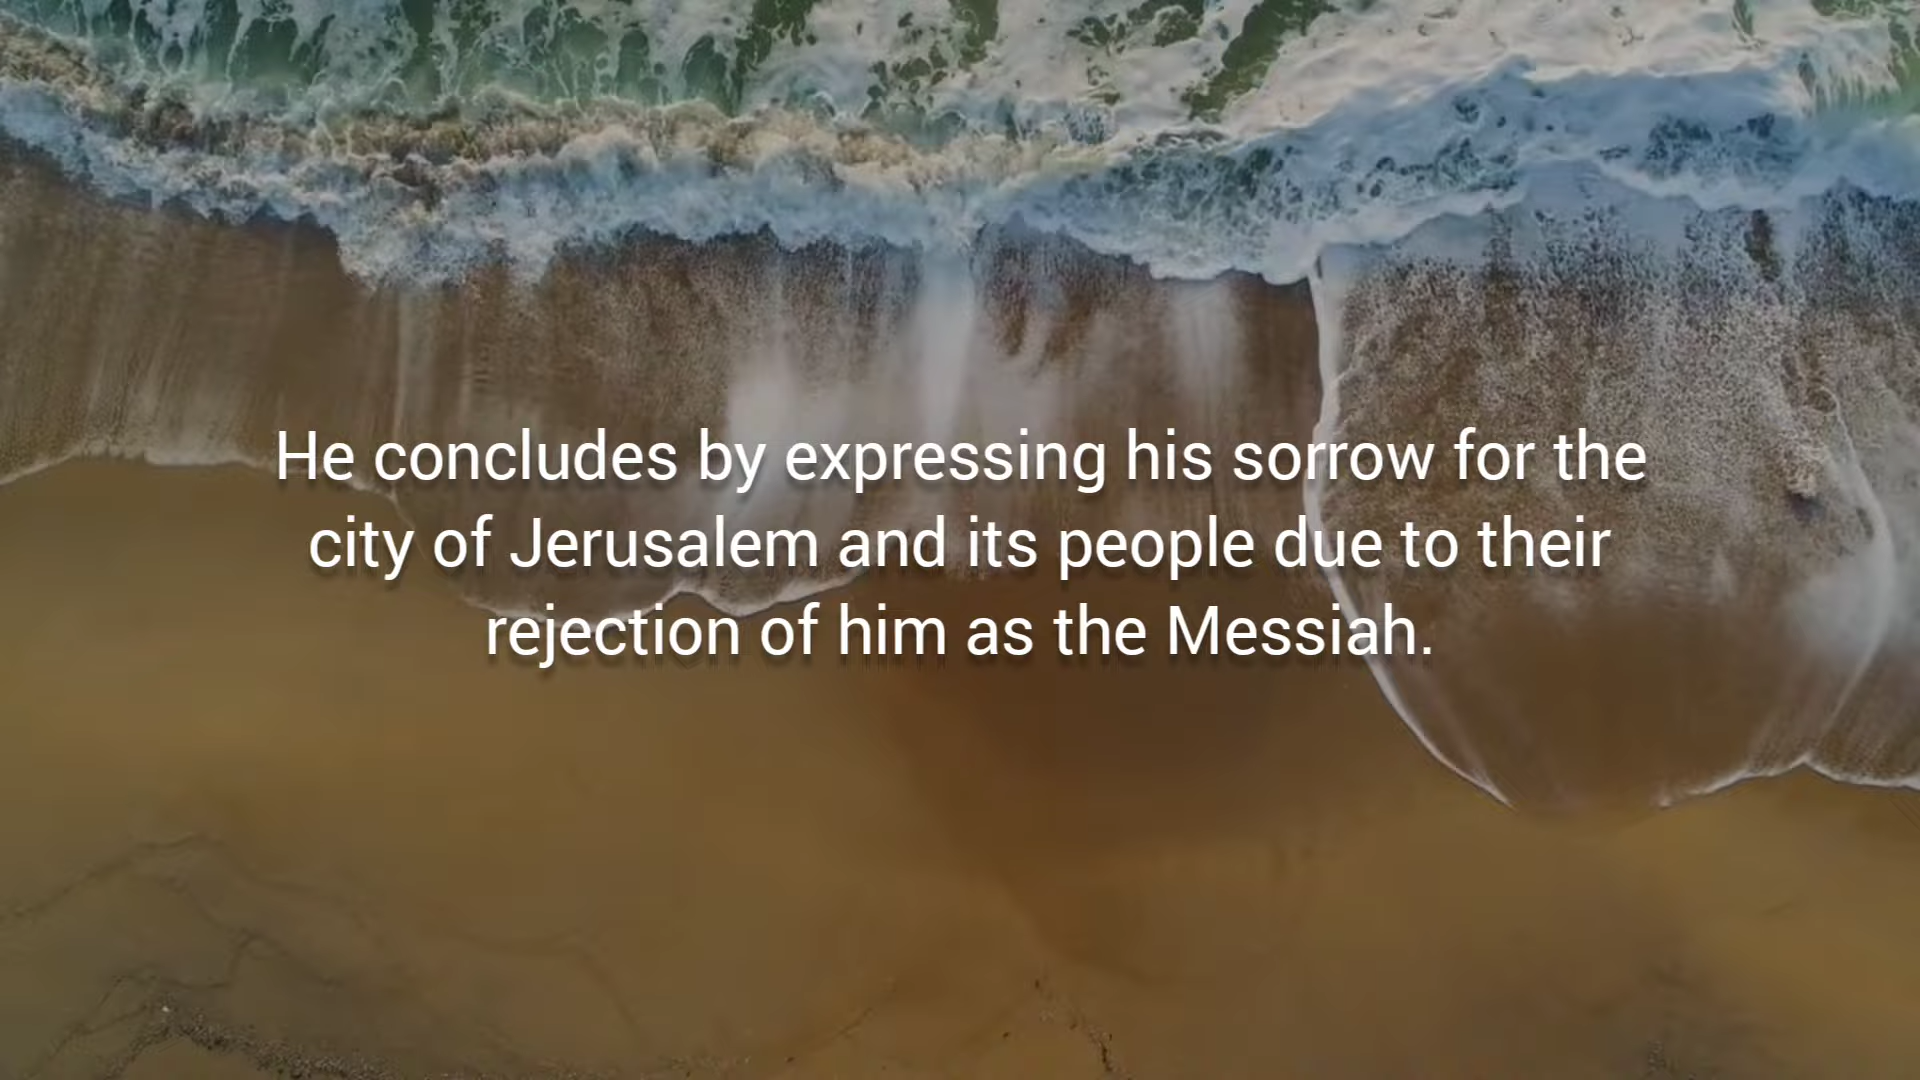 He concludes by expressing his sorrow for the
city of Jerusalem and its people due to their
rejection of him as the Messiah.